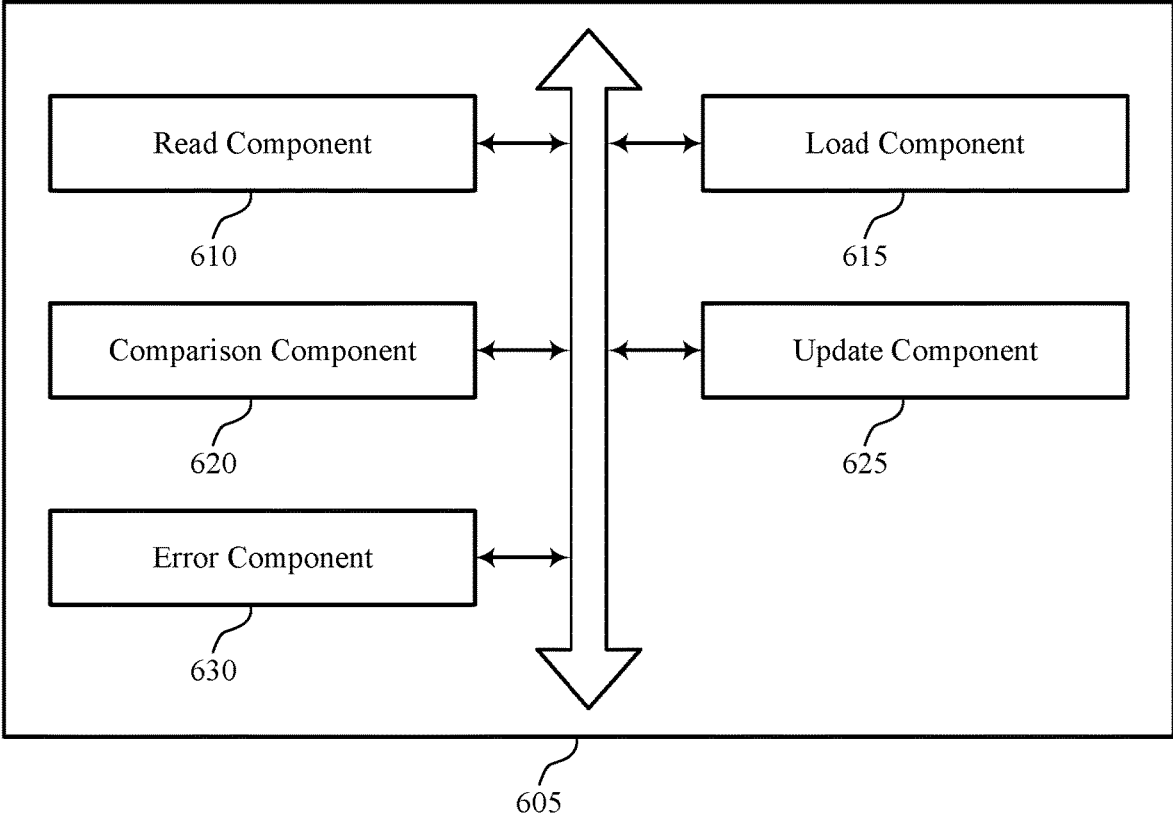 Read Component
Load Component
610
615
Comparison Component
Update Component
620
625
Error Component
630
605